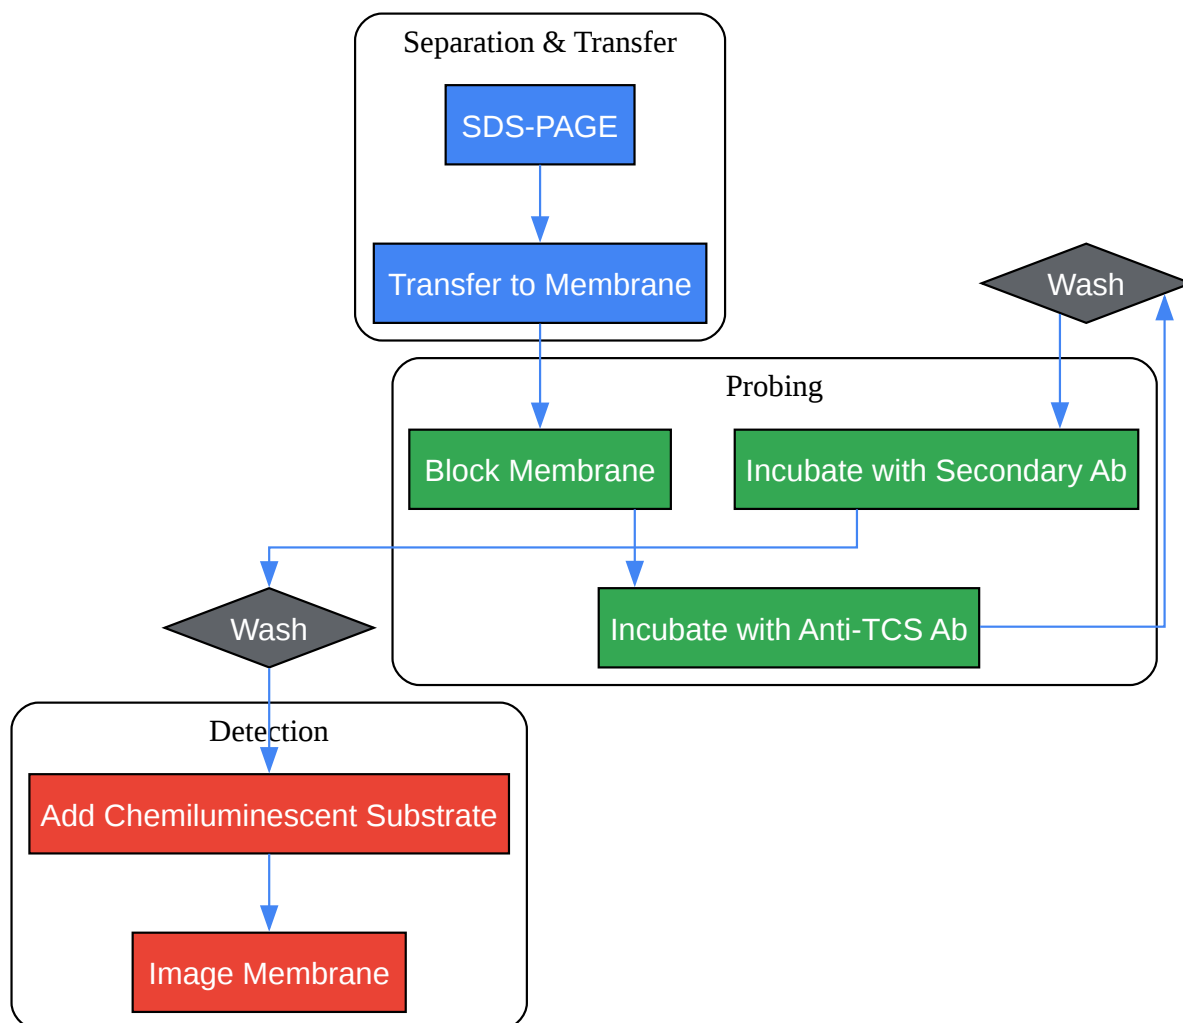 Separation & Transfer
SDS-PAGE
Transfer to Membrane
Wash
Probing
Block Membrane
Incubate with Secondary Ab
Incubate with Anti-TCS Ab
Wash
Detection
Add Chemiluminescent Substrate
Image Membrane